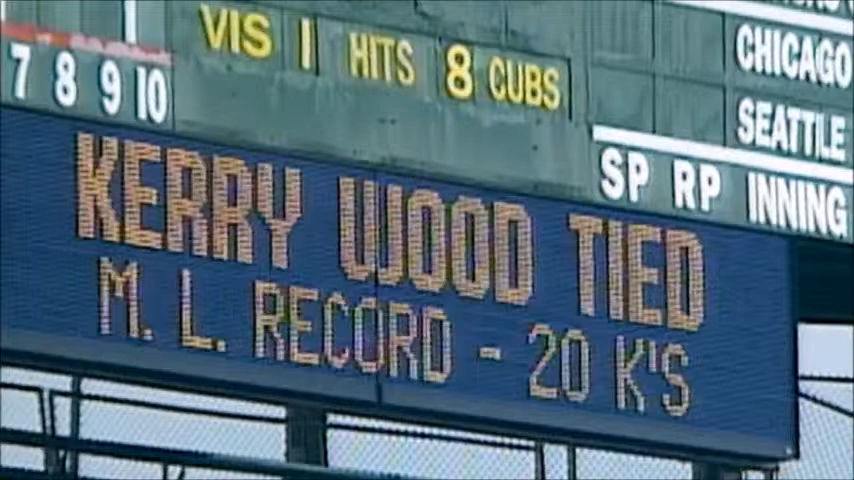 7 8 9 10
VIS 1 HITS 8 CUBS
CHICAGO
SEATTLE
SP RP INNING
KERRY WOOD TIED
M. L. RECORD - 20 K'S